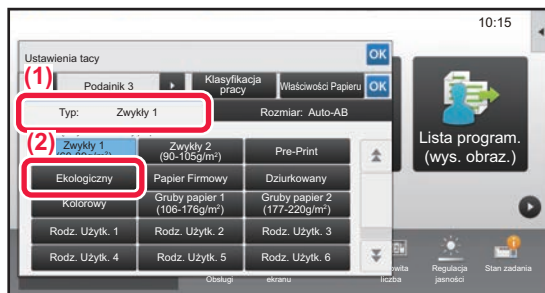 10:15
Ustawienia tacy
OK
(1)
Podajnik 3
Klasyfikacja
pracy
Właściwości Papieru
OK
Typ: Zwykły 1
Rozmiar: Auto-AB
(2)
Zwykły 1
Zwykły 2
(90-105g/m²)
Pre-Print
Ekologiczny
Papier Firmowy
Dziurkowany
Kolorowy
Gruby papier 1
(106-176g/m²)
Gruby papier 2
(177-220g/m²)
Rodz. Użytk. 1
Rodz. Użytk. 2
Rodz. Użytk. 3
Rodz. Użytk. 4
Rodz. Użytk. 5
Rodz. Użytk. 6
Lista program.
(wys. obraz.)
Obsługi
ekranu
liczba
Regulacja
jasności
Stan zadania